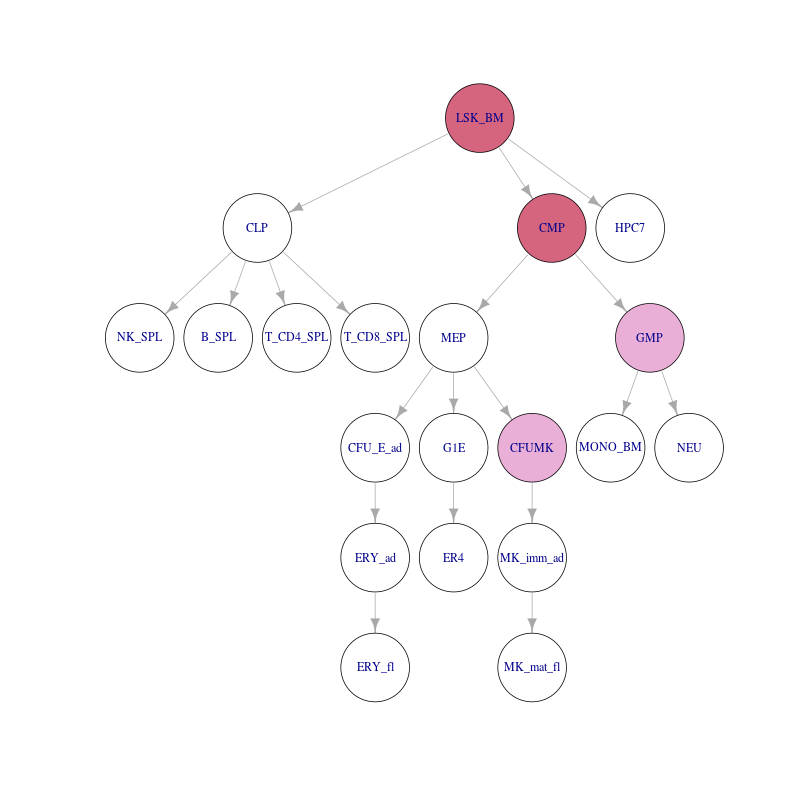 LSK_BM
CLP
CMP
HPC7
NK_SPL
B_SPL
T_CD4_SPL
T_CD8_SPL
MEP
GMP
CFU_E_ad
G1E
CFUMK
MONO_BM
NEU
ERY_ad
ER4
MK_imm_ad
ERY_fl
MK_mat_fl